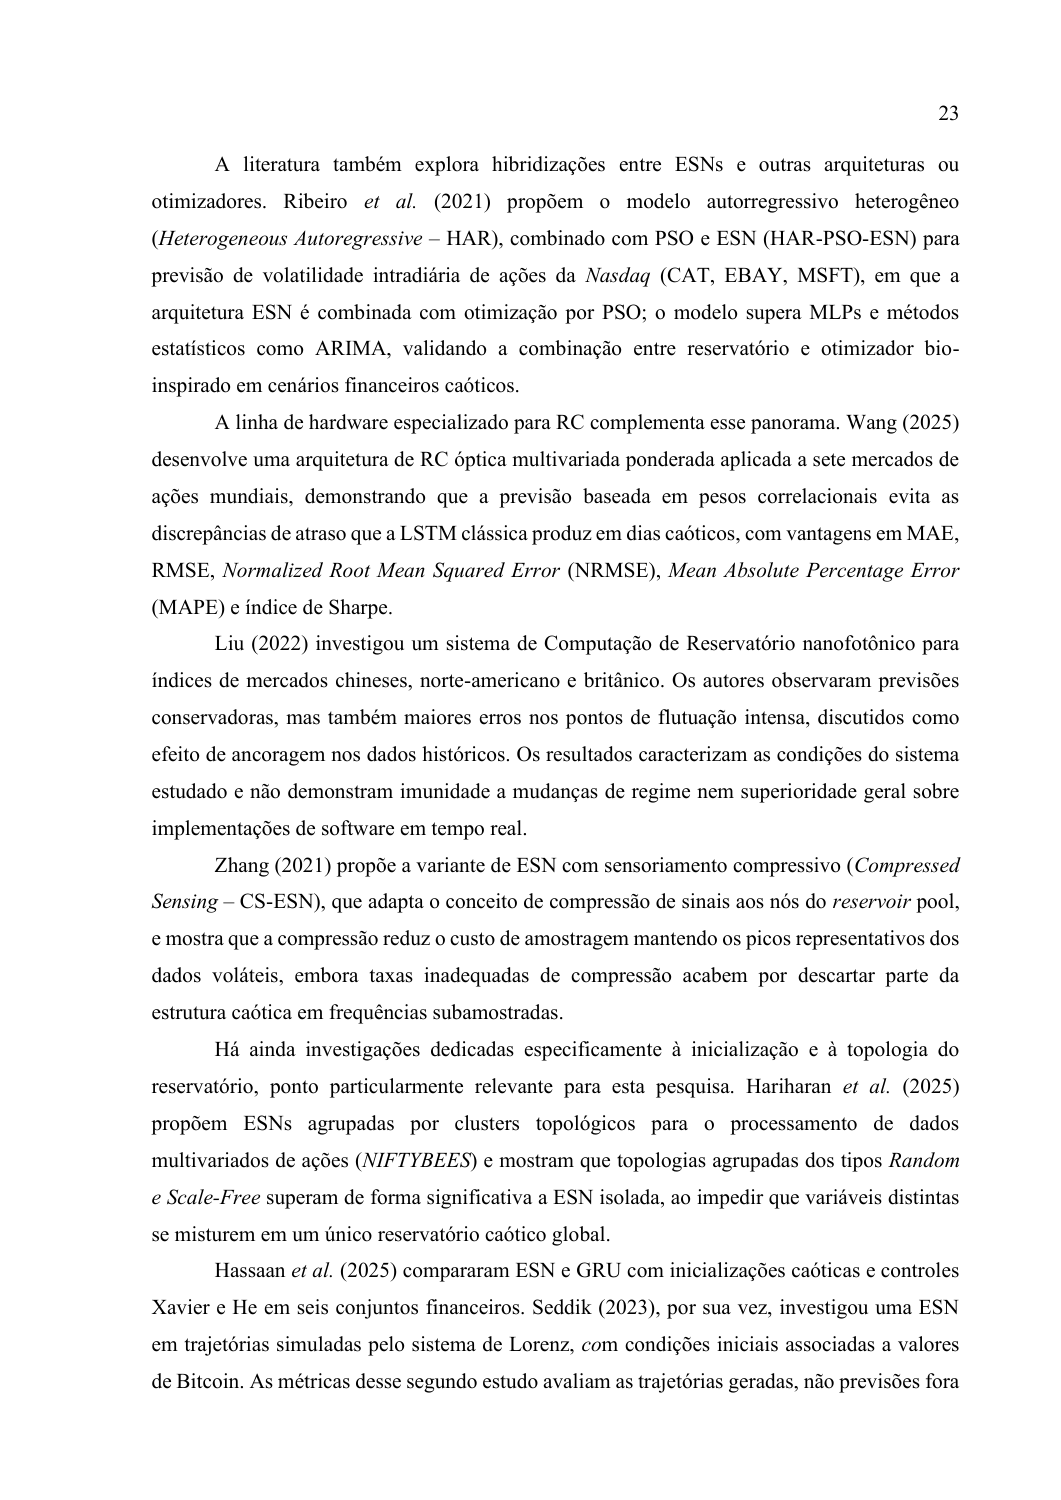 23
A literatura também explora hibridizações entre ESNs e outras arquiteturas ou
otimizadores. Ribeiro et al. (2021) propõem o modelo autorregressivo heterogêneo
(Heterogeneous Autoregressive – HAR), combinado com PSO e ESN (HAR-PSO-ESN) para
previsão de volatilidade intradiária de ações da Nasdaq (CAT, EBAY, MSFT), em que a
arquitetura ESN é combinada com otimização por PSO; o modelo supera MLPs e métodos
estatísticos como ARIMA, validando a combinação entre reservatório e otimizador bio-
inspirado em cenários financeiros caóticos.
A linha de hardware especializado para RC complementa esse panorama. Wang (2025)
desenvolve uma arquitetura de RC óptica multivariada ponderada aplicada a sete mercados de
ações mundiais, demonstrando que a previsão baseada em pesos correlacionais evita as
discrepâncias de atraso que a LSTM clássica produz em dias caóticos, com vantagens em MAE,
RMSE, Normalized Root Mean Squared Error (NRMSE), Mean Absolute Percentage Error
(MAPE) e índice de Sharpe.
Liu (2022) investigou um sistema de Computação de Reservatório nanofotônico para
índices de mercados chineses, norte-americano e britânico. Os autores observaram previsões
conservadoras, mas também maiores erros nos pontos de flutuação intensa, discutidos como
efeito de ancoragem nos dados históricos. Os resultados caracterizam as condições do sistema
estudado e não demonstram imunidade a mudanças de regime nem superioridade geral sobre
implementações de software em tempo real.
Zhang (2021) propõe a variante de ESN com sensoriamento compressivo (Compressed
Sensing – CS-ESN), que adapta o conceito de compressão de sinais aos nós do reservoir pool,
e mostra que a compressão reduz o custo de amostragem mantendo os picos representativos dos
dados voláteis, embora taxas inadequadas de compressão acabem por descartar parte da
estrutura caótica em frequências subamostradas.
Há ainda investigações dedicadas especificamente à inicialização e à topologia do
reservatório, ponto particularmente relevante para esta pesquisa. Hariharan et al. (2025)
propõem ESNs agrupadas por clusters topológicos para o processamento de dados
multivariados de ações (NIFTYBEES) e mostram que topologias agrupadas dos tipos Random
e Scale-Free superam de forma significativa a ESN isolada, ao impedir que variáveis distintas
se misturem em um único reservatório caótico global.
Hassaan et al. (2025) compararam ESN e GRU com inicializações caóticas e controles
Xavier e He em seis conjuntos financeiros. Seddik (2023), por sua vez, investigou uma ESN
em trajetórias simuladas pelo sistema de Lorenz, com condições iniciais associadas a valores
de Bitcoin. As métricas desse segundo estudo avaliam as trajetórias geradas, não previsões fora